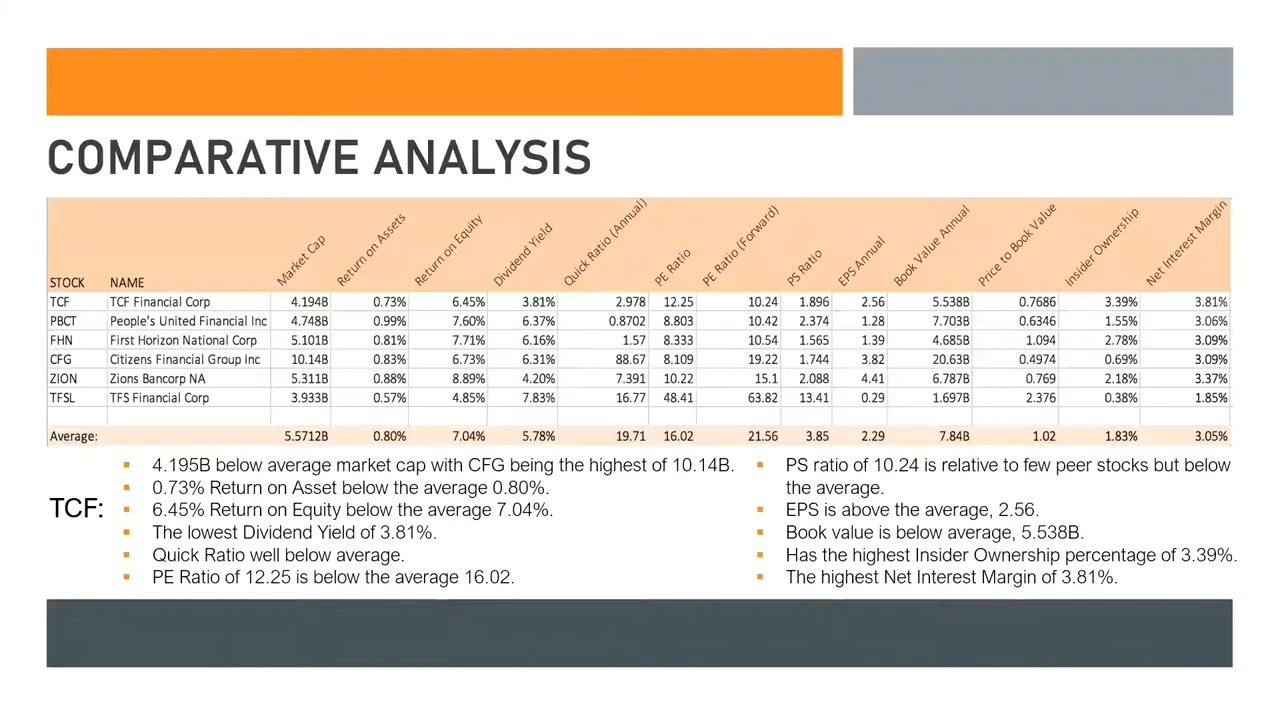 COMPARATIVE ANALYSIS
STOCK NAME Market Cap Return on Assets Return on Equity Dividend Yield Quick Ratio (Annual) PE Ratio PE Ratio (Forward) PS Ratio EPS Annual Book Value Annual Price to Book Value Insider Ownership Net Interest Margin
TCF TCF Financial Corp 4.194B 0.73% 6.45% 3.81% 2.978 12.25 10.24 1.896 2.56 5.538B 0.7686 3.39% 3.81%
PBCT People's United Financial Inc 4.748B 0.99% 7.60% 6.37% 0.8702 8.803 10.42 2.374 1.28 7.703B 0.6346 1.55% 3.06%
FHN First Horizon National Corp 5.101B 0.81% 7.71% 6.16% 1.57 8.333 10.54 1.565 1.39 4.685B 1.094 2.78% 3.09%
CFG Citizens Financial Group Inc 10.14B 0.83% 6.73% 6.31% 88.67 8.109 19.22 1.744 3.82 20.63B 0.4974 0.69% 3.09%
ZION Zions Bancorp NA 5.311B 0.88% 8.89% 4.20% 7.391 10.22 15.1 2.088 4.41 6.787B 0.769 2.18% 3.37%
TFSL TFS Financial Corp 3.933B 0.57% 4.85% 7.83% 16.77 48.41 63.82 13.41 0.29 1.697B 2.376 0.38% 1.85%
Average: 5.5712B 0.80% 7.04% 5.78% 19.71 16.02 21.56 3.85 2.29 7.84B 1.02 1.83% 3.05%
TCF:
▪ 4.195B below average market cap with CFG being the highest of 10.14B.
▪ 0.73% Return on Asset below the average 0.80%.
▪ 6.45% Return on Equity below the average 7.04%.
▪ The lowest Dividend Yield of 3.81%.
▪ Quick Ratio well below average.
▪ PE Ratio of 12.25 is below the average 16.02.
▪ PS ratio of 10.24 is relative to few peer stocks but below
the average.
▪ EPS is above the average, 2.56.
▪ Book value is below average, 5.538B.
▪ Has the highest Insider Ownership percentage of 3.39%.
▪ The highest Net Interest Margin of 3.81%.